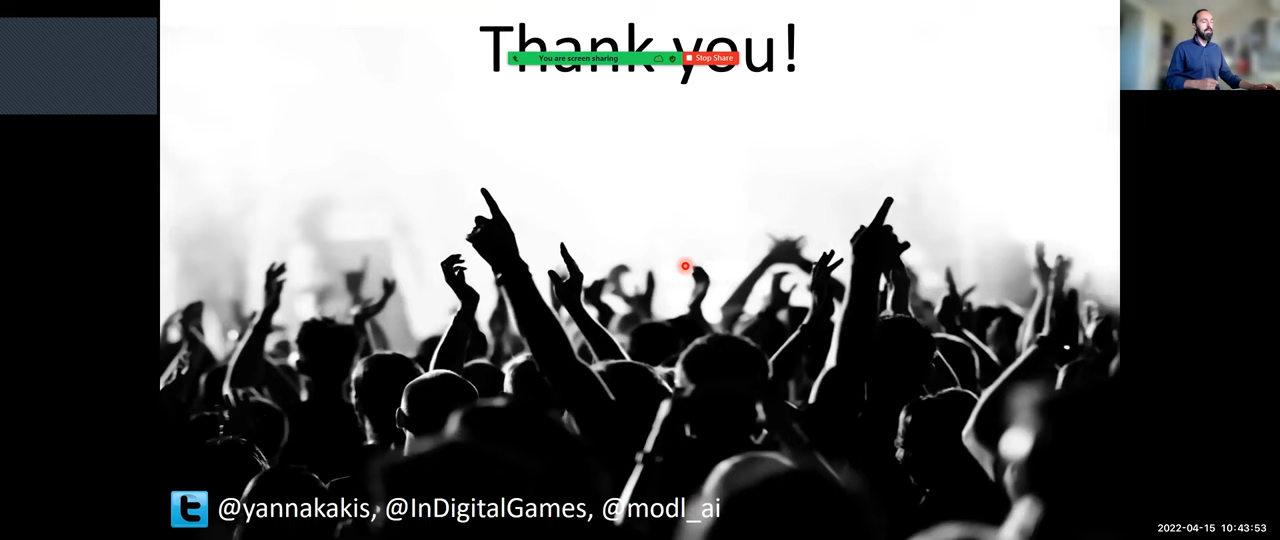 Thank you!
You are screen sharing
Stop Share
@yannakakis, @InDigitalGames, @modl_ai
2022-04-15 10:43:53